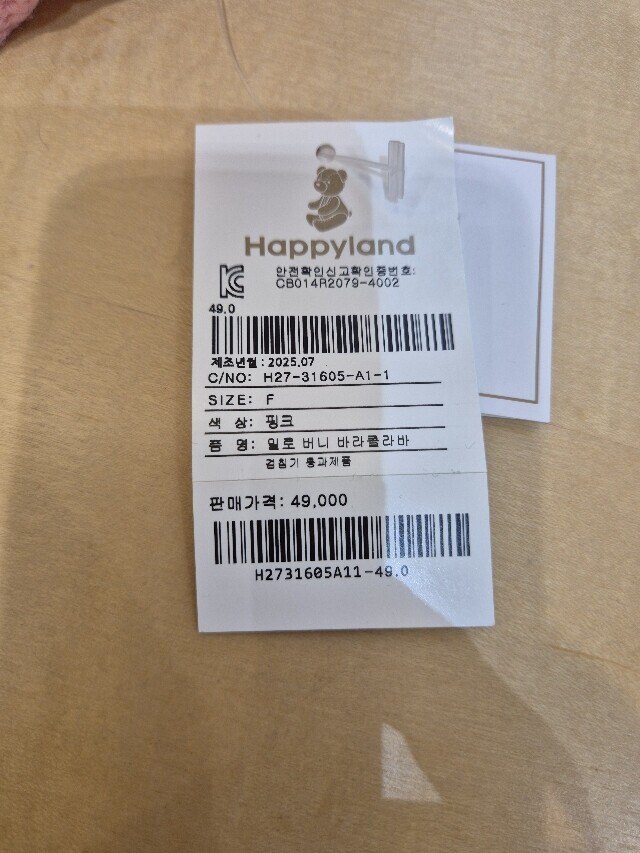 Happyland
안전확인신고확인증번호:
CB014R2079-4002
49.0
제조년월 : 2025.07
C/NO: H27-31605-A1-1
SIZE: F
색 상: 핑크
품 명: 일로 버니 바라클라바
검침기 통과제품
판매가격: 49,000
H2731605A11-49.0